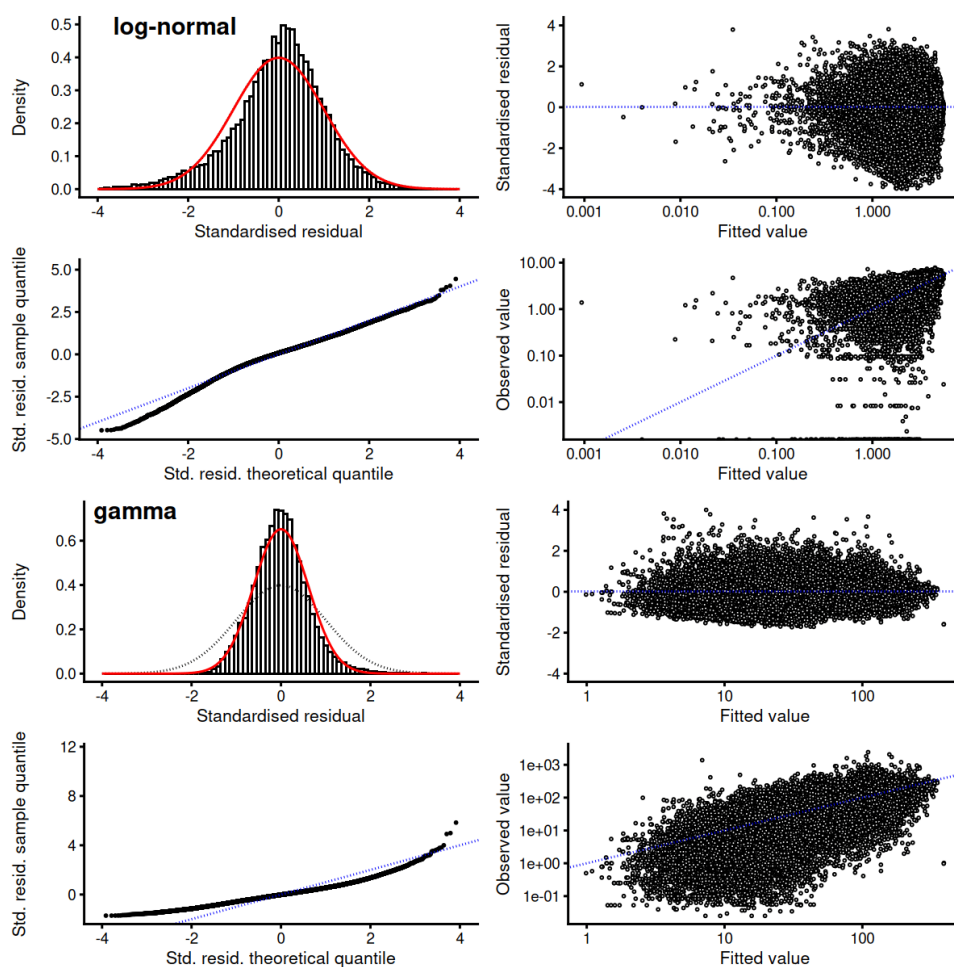 log-normal
Density
0.5
0.4
0.3
0.2
0.1
0.0
-4 -2 0 2 4
Standardised residual
Standardised residual
4
2
0
-2
-4
0.001 0.010 0.100 1.000
Fitted value
Std. resid. sample quantile
5.0
2.5
0.0
-2.5
-5.0
-4 -2 0 2 4
Std. resid. theoretical quantile
Observed value
10.00
1.00
0.10
0.01
0.001 0.010 0.100 1.000
Fitted value
gamma
Density
0.6
0.4
0.2
0.0
-4 -2 0 2 4
Standardised residual
Standardised residual
4
2
0
-2
-4
1 10 100
Fitted value
Std. resid. sample quantile
12
8
4
0
-4 -2 0 2 4
Std. resid. theoretical quantile
Observed value
1e+03
1e+02
1e+01
1e+00
1e-01
1 10 100
Fitted value